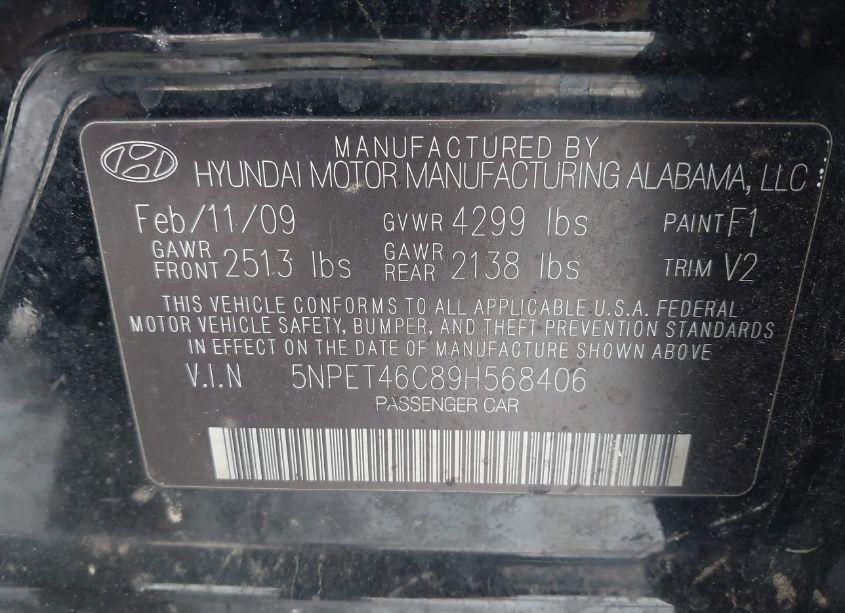 MANUFACTURED BY
HYUNDAI MOTOR MANUFACTURING ALABAMA, LLC
Feb/11/09 GVWR 4299 lbs PAINT F1
GAWR FRONT 2513 lbs GAWR REAR 2138 lbs TRIM V2
THIS VEHICLE CONFORMS TO ALL APPLICABLE U.S.A. FEDERAL
MOTOR VEHICLE SAFETY, BUMPER, AND THEFT PREVENTION STANDARDS
IN EFFECT ON THE DATE OF MANUFACTURE SHOWN ABOVE
V.I.N 5NPET46C89H568406
PASSENGER CAR